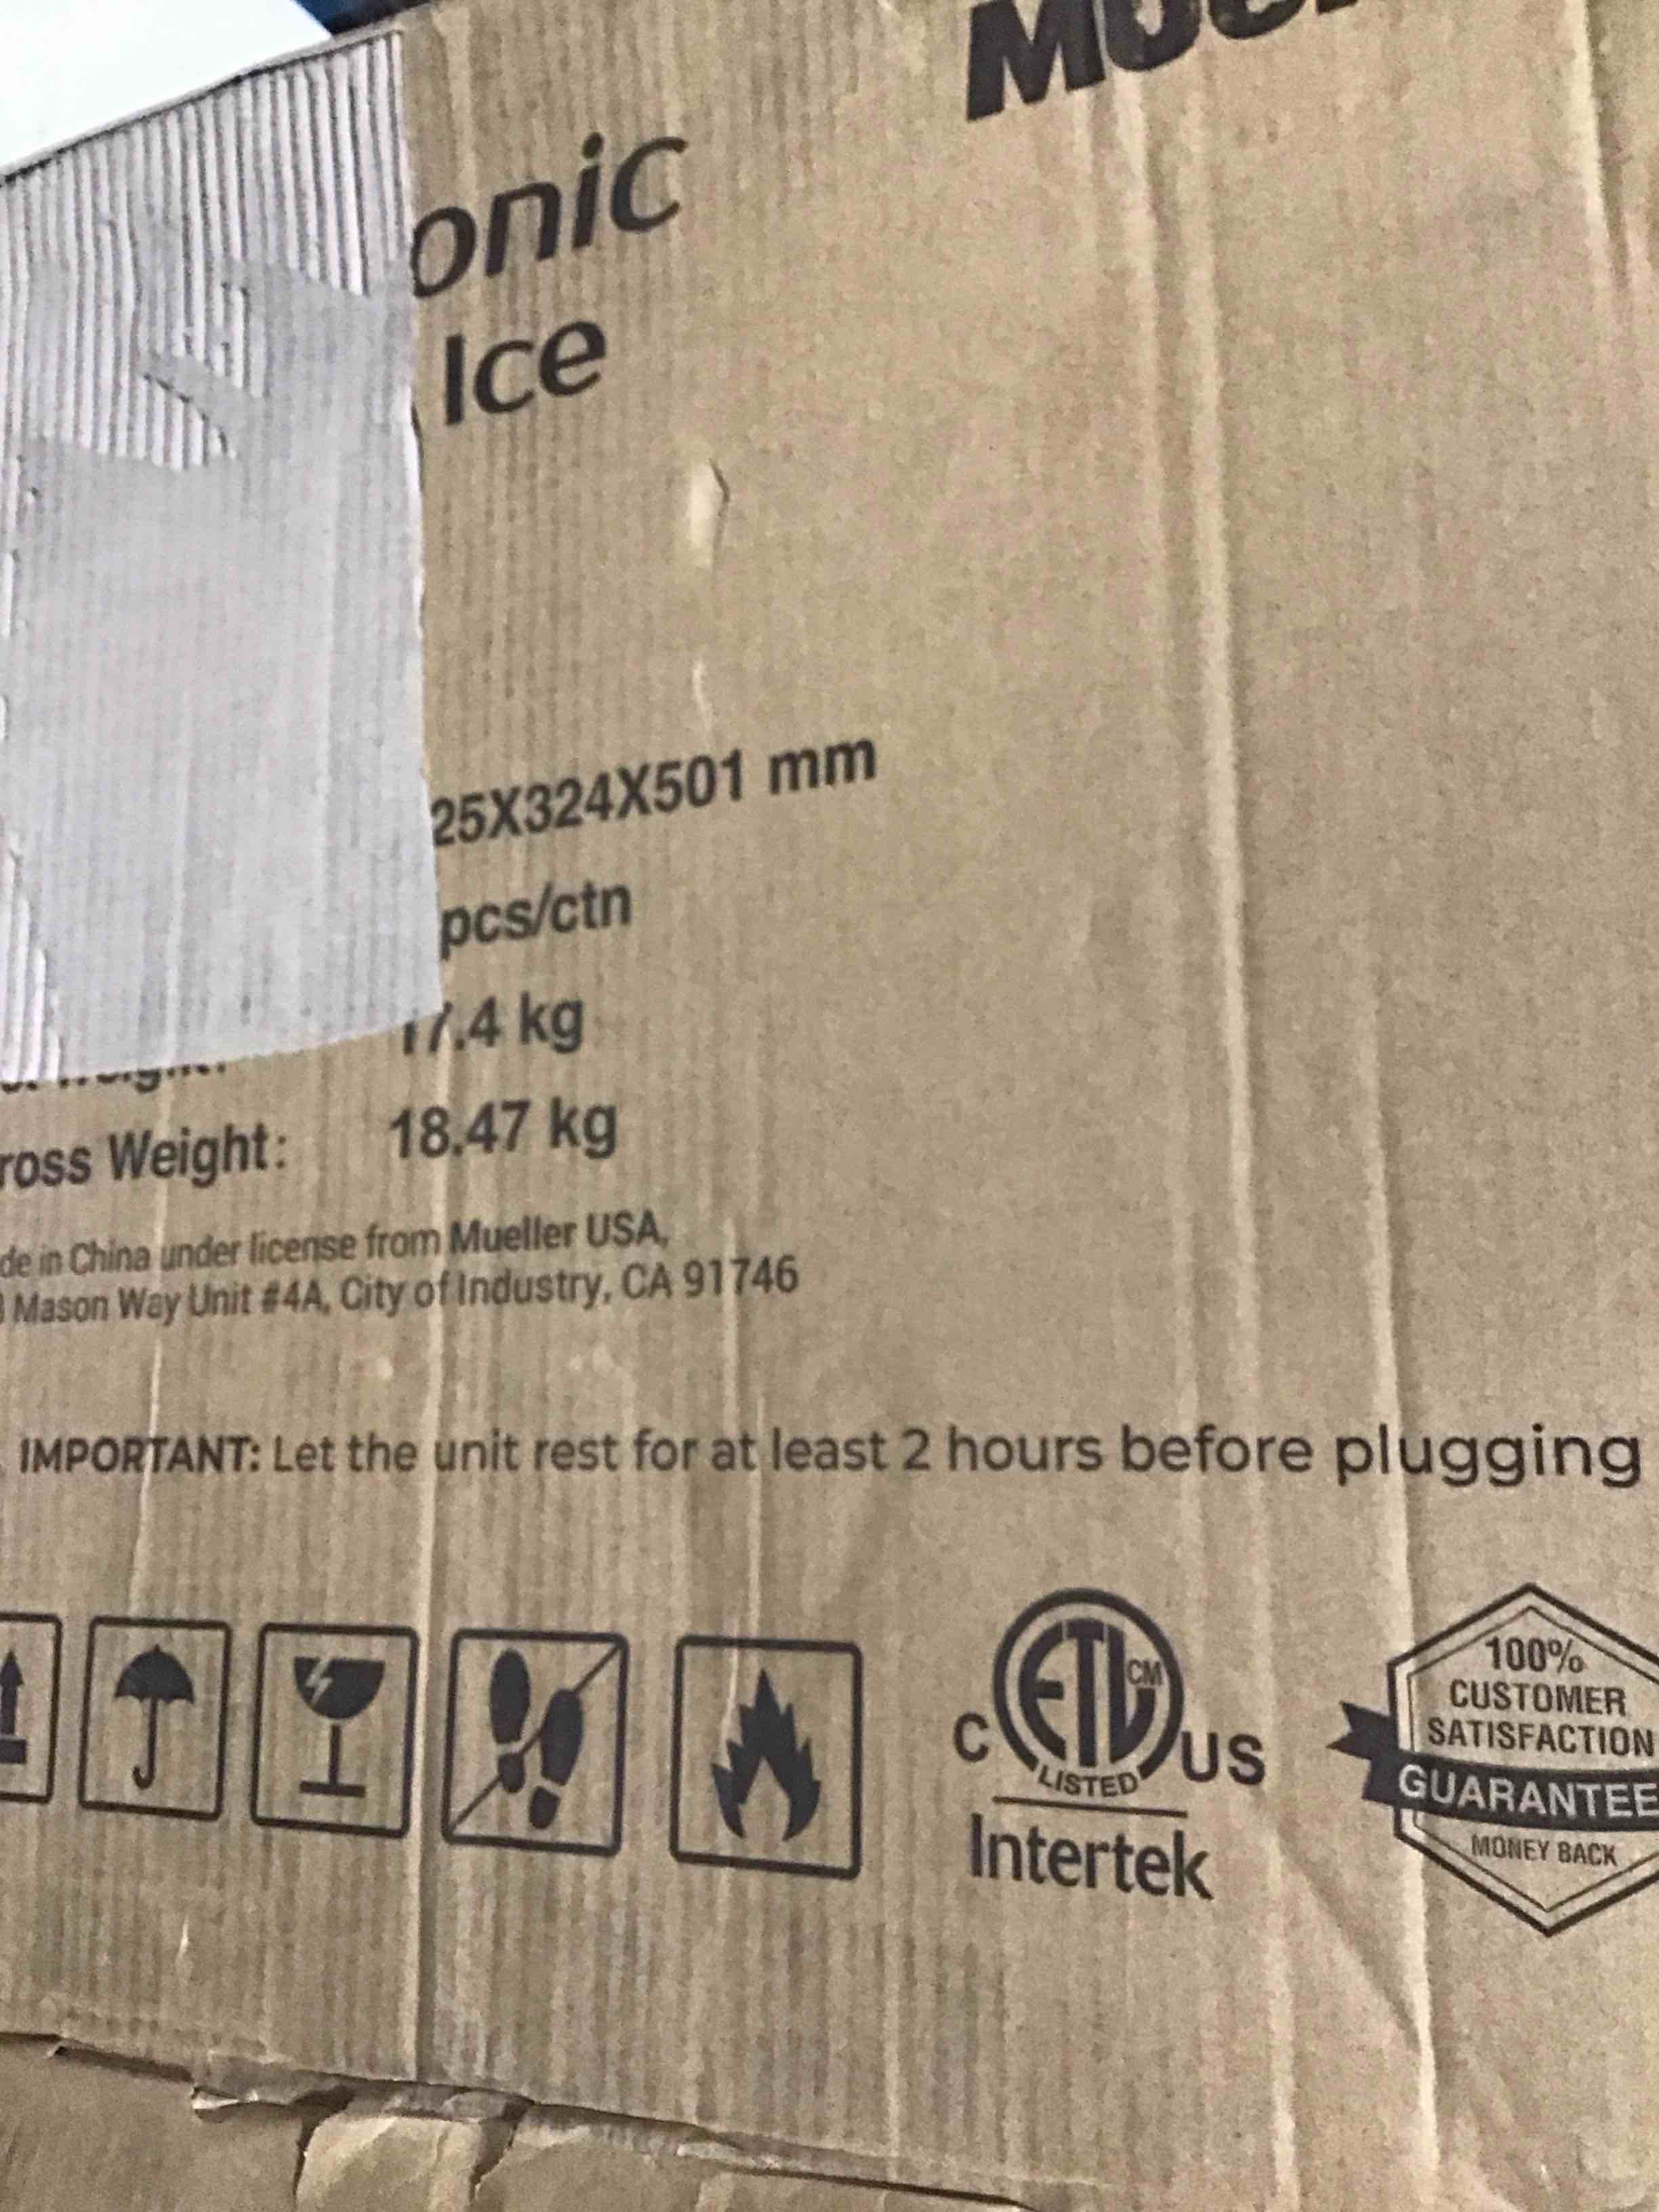 onic
Ice
25X324X501 mm
pcs/ctn
17.4 kg
ross Weight: 18.47 kg
de in China under license from Mueller USA,
Mason Way Unit #4A, City of Industry, CA 91746
IMPORTANT: Let the unit rest for at least 2 hours before plugging
C ETL CM US
LISTED
Intertek
100%
CUSTOMER
SATISFACTION
GUARANTEE
MONEY BACK